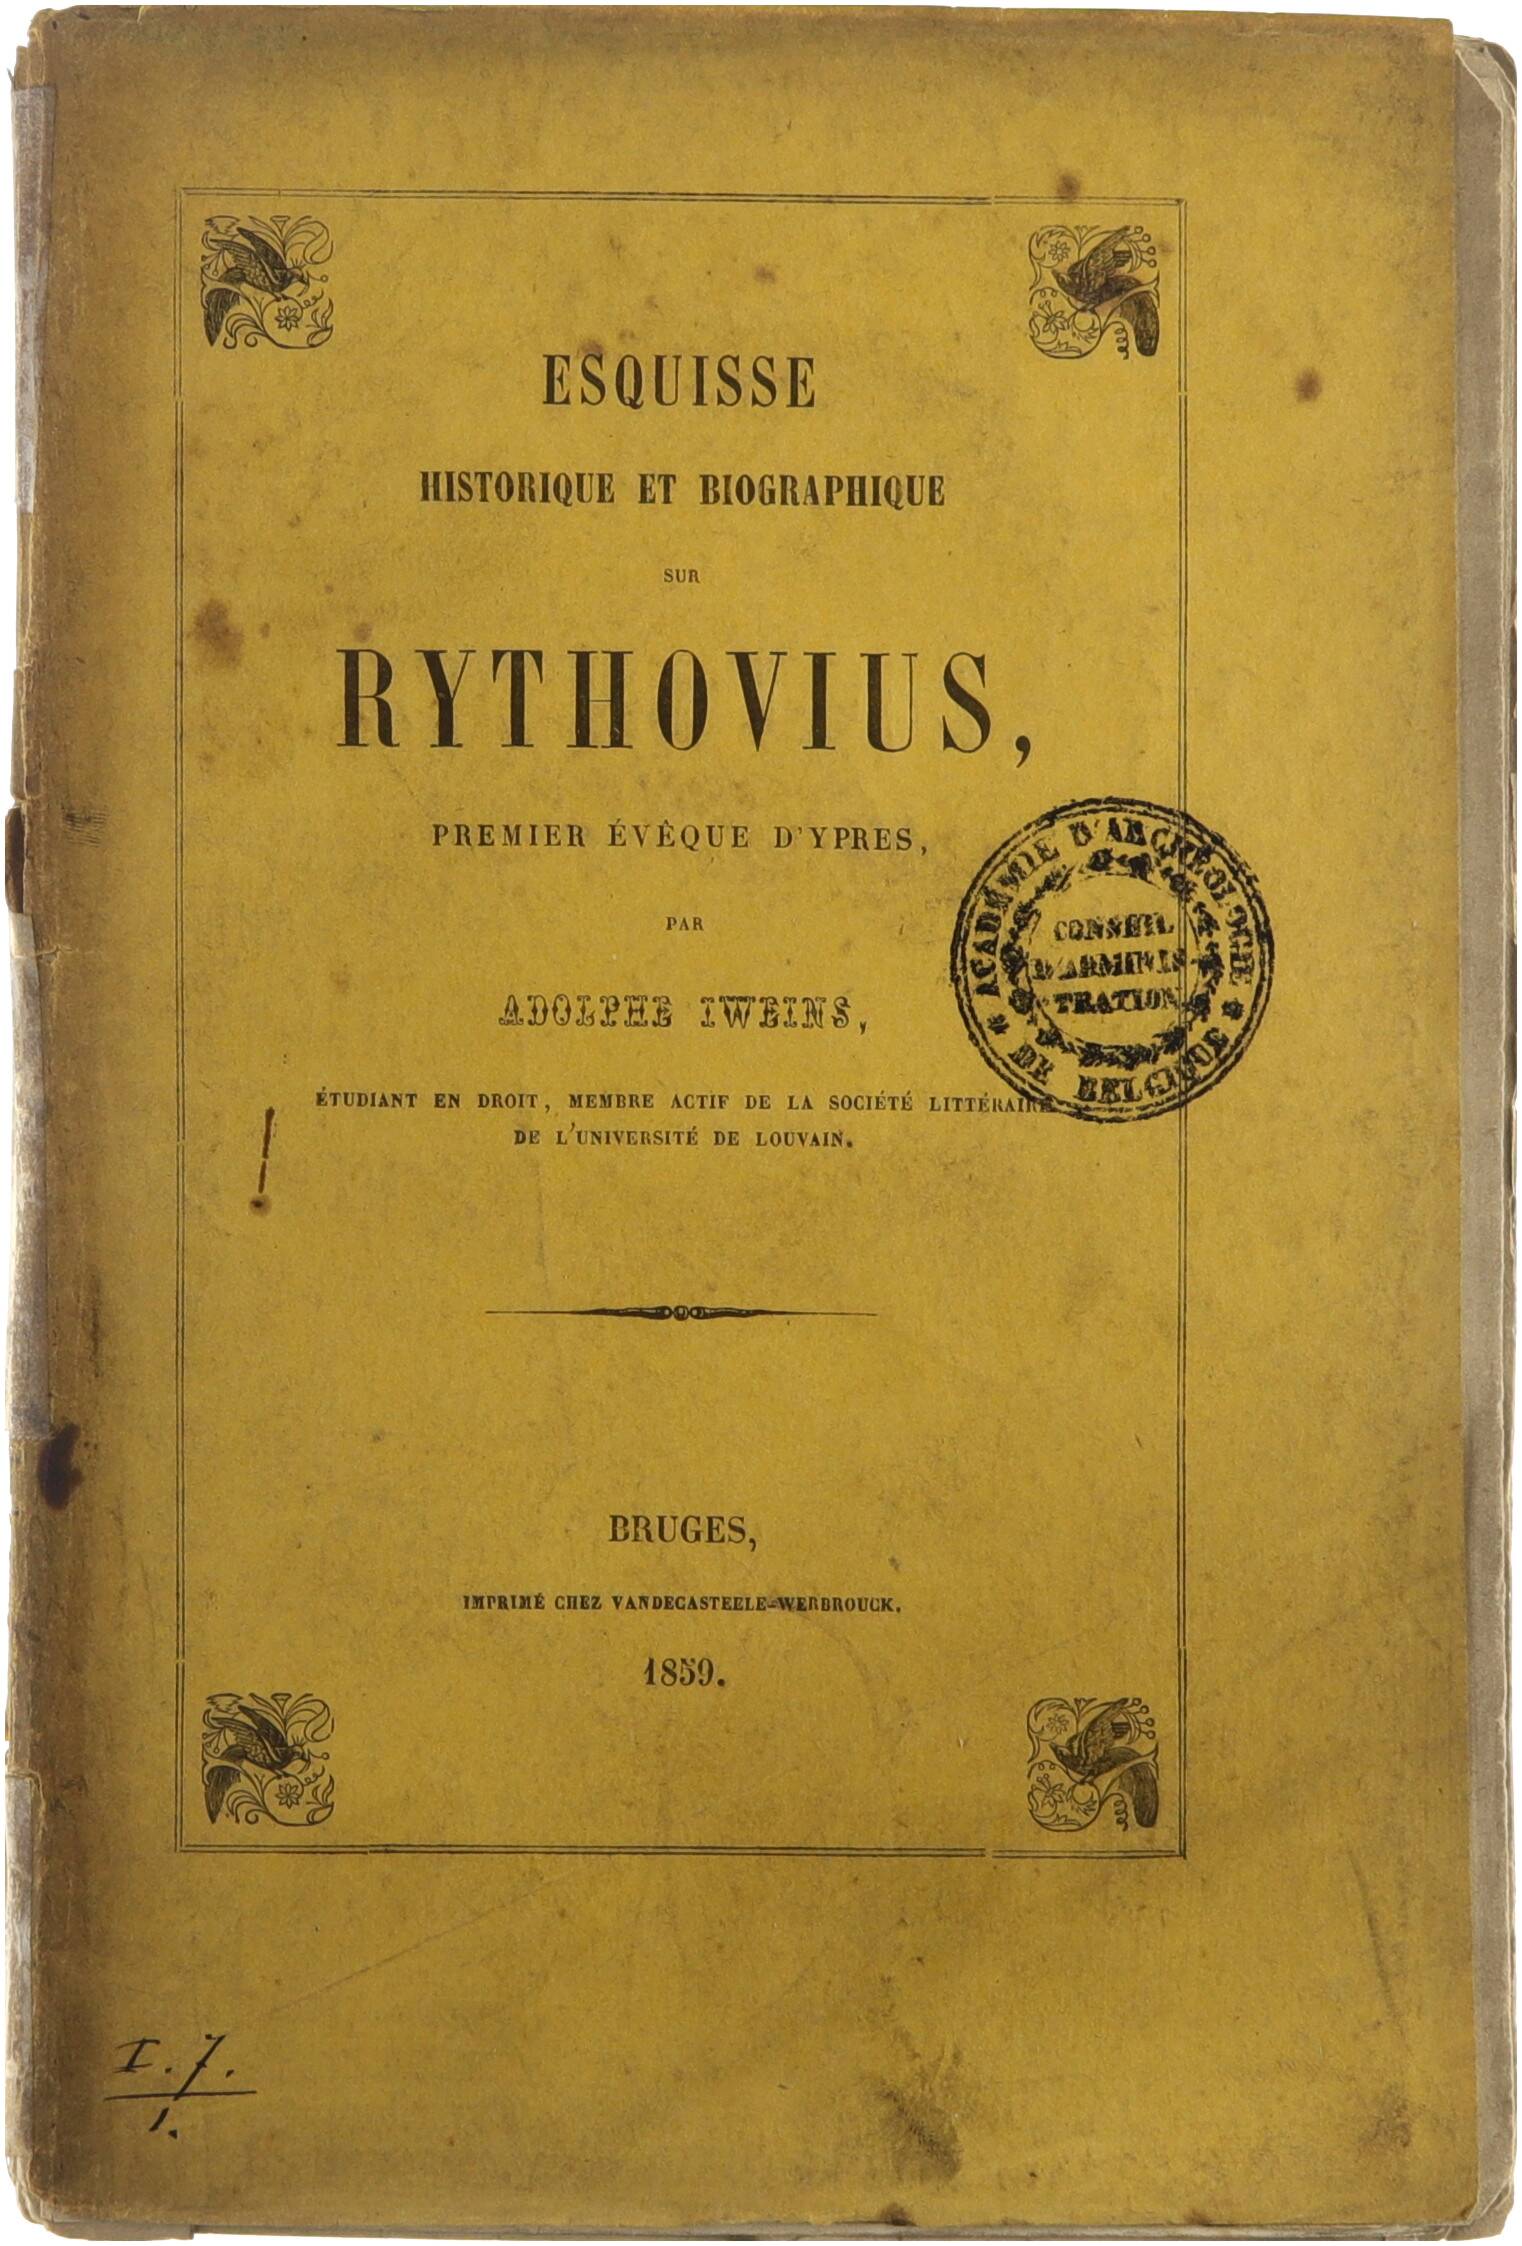 ESQUISSE
HISTORIQUE ET BIOGRAPHIQUE
SUR
RYTHOVIUS,
PREMIER ÉVÊQUE D'YPRES,
PAR
ADOLPHE IWEINS,
ÉTUDIANT EN DROIT, MEMBRE ACTIF DE LA SOCIÉTÉ LITTÉRAIRE
DE L'UNIVERSITÉ DE LOUVAIN.
ACADÉMIE D'ARCHÉOLOGIE
DE BELGIQUE
CONSEIL
D'ADMINIS-
TRATION
BRUGES,
IMPRIMÉ CHEZ VANDECASTEELE-WERBROUCK.
1859.
I. 7.
1.